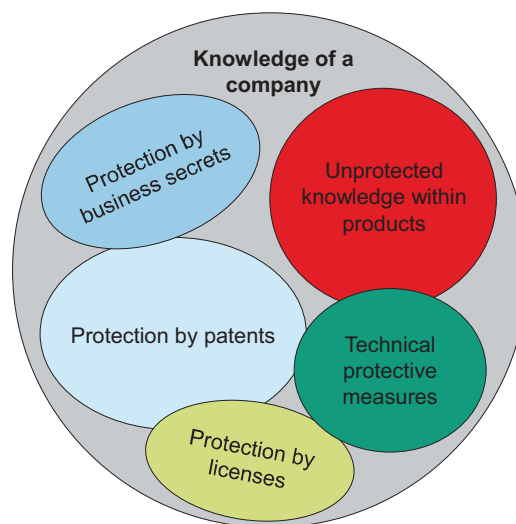 Knowledge of a
company
Protection by
business secrets
Unprotected
knowledge within
products
Protection by patents
Technical
protective
measures
Protection by
licenses